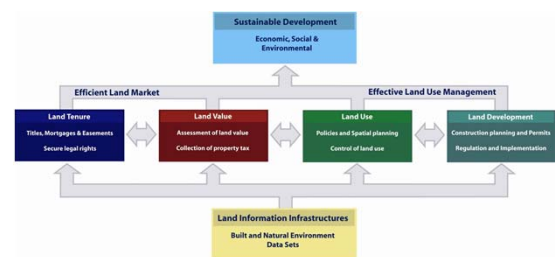 Sustainable Development
Economic, Social &
Environmental
Efficient Land Market
Effective Land Use Management
Land Tenure
Titles, Mortgages & Easements
Secure legal rights
Land Value
Assessment of land value
Collection of property tax
Land Use
Policies and Spatial planning
Control of land use
Land Development
Construction planning and Permits
Regulation and Implementation
Land Information Infrastructures
Built and Natural Environment
Data Sets